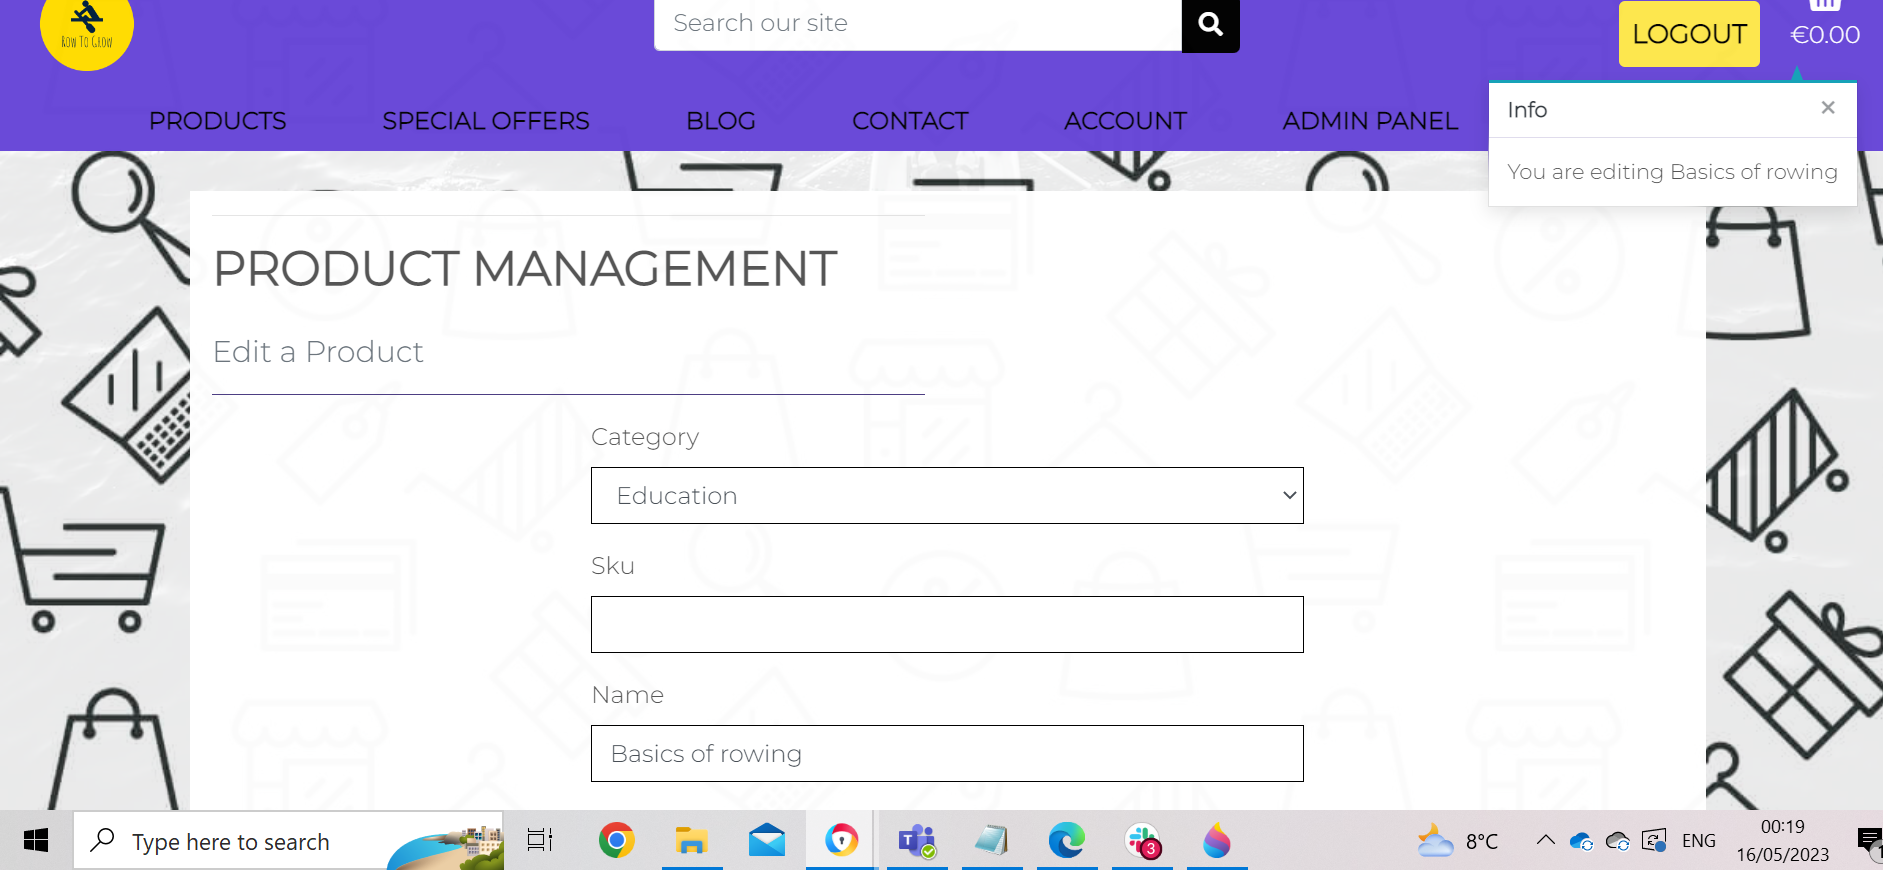 ROW TO GROW
Search our site
LOGOUT
€0.00
PRODUCTS
SPECIAL OFFERS
BLOG
CONTACT
ACCOUNT
ADMIN PANEL
Info
×
You are editing Basics of rowing
PRODUCT MANAGEMENT
Edit a Product
Category
Education
Sku
Name
Basics of rowing
Type here to search
T
3
8°C
ENG
00:19
16/05/2023
1